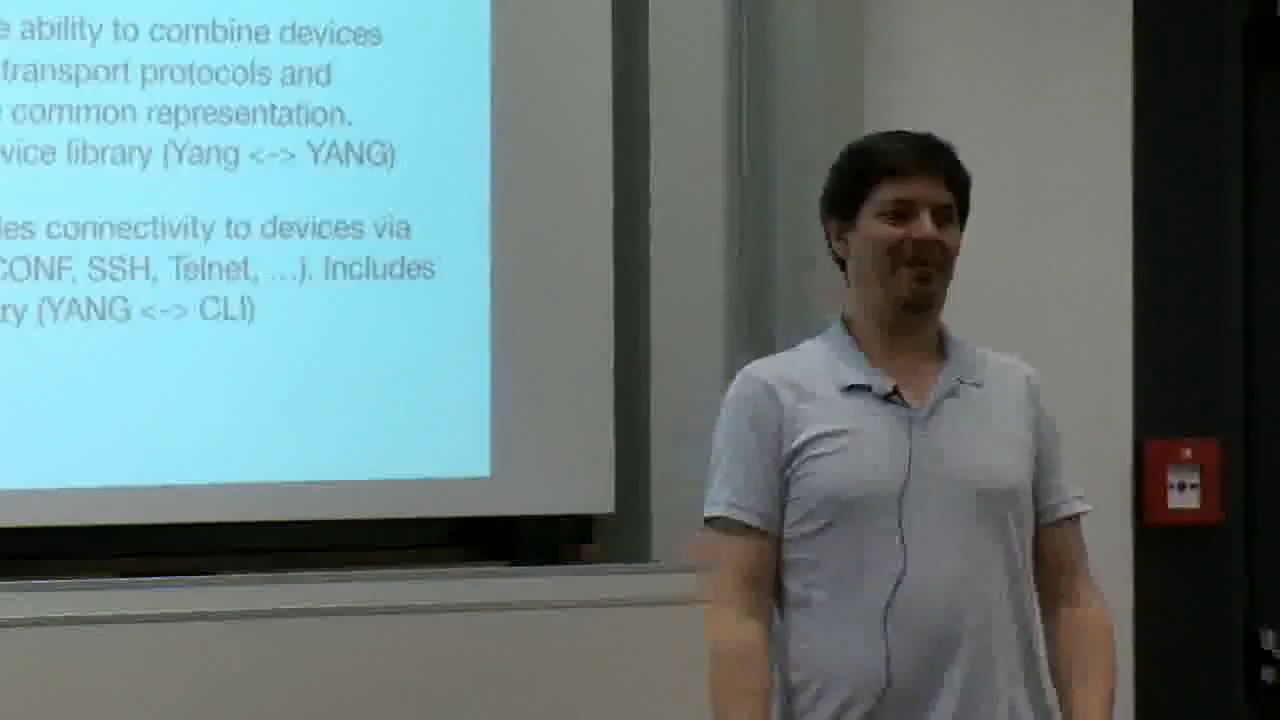 ability to combine devices
transport protocols and
common representation.
vice library (Yang <-> YANG)
les connectivity to devices via
CONF, SSH, Telnet, ...). Includes
ry (YANG <-> CLI)